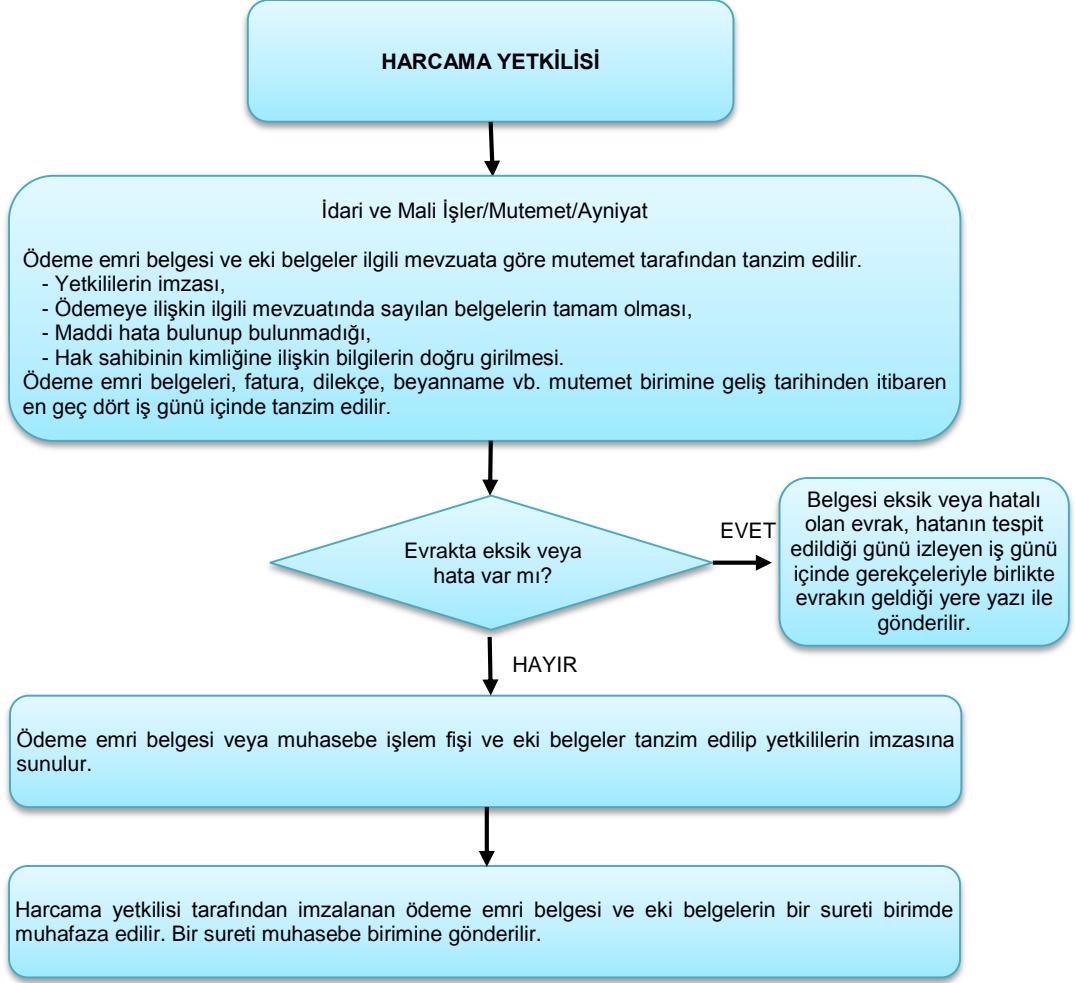 HARCAMA YETKİLİSİ
İdari ve Mali İşler/Mutemet/Ayniyat
Ödeme emri belgesi ve eki belgeler ilgili mevzuata göre mutemet tarafından tanzim edilir.
- Yetkililerin imzası,
- Ödemeye ilişkin ilgili mevzuatında sayılan belgelerin tamam olması,
- Maddi hata bulunup bulunmadığı,
- Hak sahibinin kimliğine ilişkin bilgilerin doğru girilmesi.
Ödeme emri belgeleri, fatura, dilekçe, beyanname vb. mutemet birimine geliş tarihinden itibaren
en geç dört iş günü içinde tanzim edilir.
Evrakta eksik veya
hata var mı?
EVET
Belgesi eksik veya hatalı
olan evrak, hatanın tespit
edildiği günü izleyen iş günü
içinde gerekçeleriyle birlikte
evrakın geldiği yere yazı ile
gönderilir.
HAYIR
Ödeme emri belgesi veya muhasebe işlem fişi ve eki belgeler tanzim edilip yetkililerin imzasına
sunulur.
Harcama yetkilisi tarafından imzalanan ödeme emri belgesi ve eki belgelerin bir sureti birimde
muhafaza edilir. Bir sureti muhasebe birimine gönderilir.